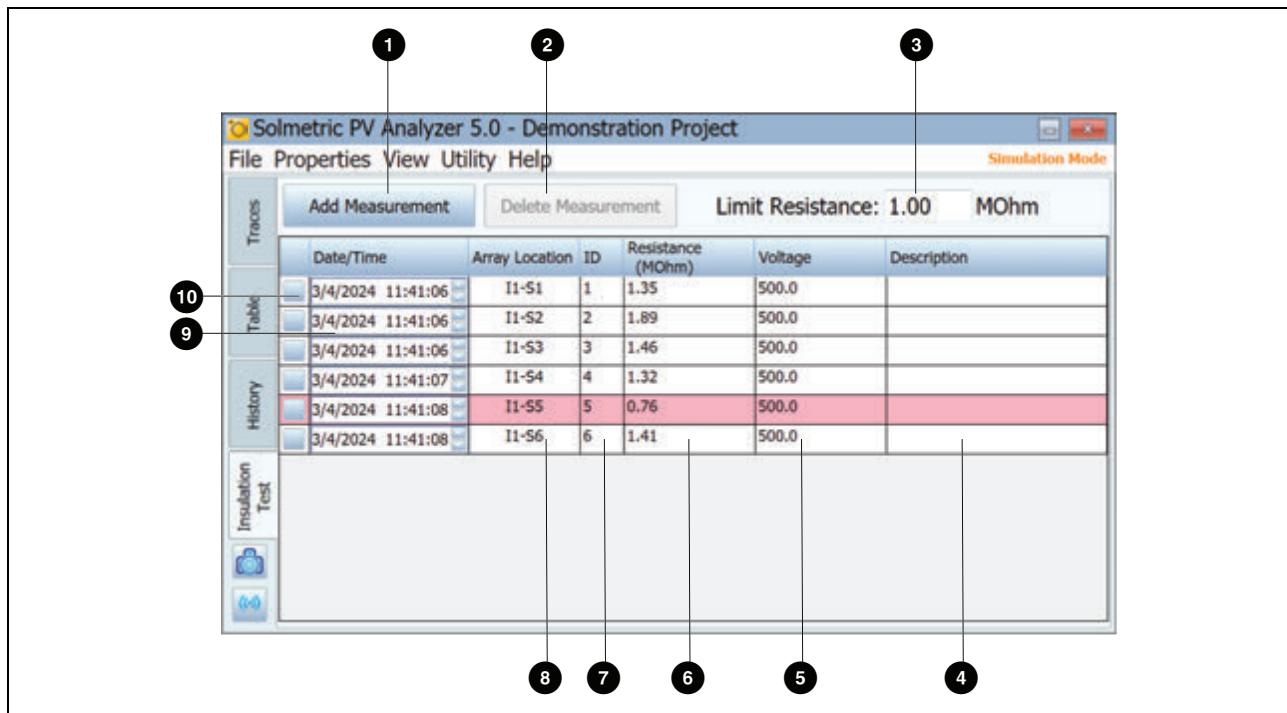 1 2 3
Solmetric PV Analyzer 5.0 - Demonstration Project
File Properties View Utility Help Simulation Mode
Traces
Table
History
Insulation Test
Add Measurement Delete Measurement Limit Resistance: 1.00 MOhm
Date/Time Array Location ID Resistance (MOhm) Voltage Description
10 3/4/2024 11:41:06 I1-S1 1 1.35 500.0
9 3/4/2024 11:41:06 I1-S2 2 1.89 500.0
3/4/2024 11:41:06 I1-S3 3 1.46 500.0
3/4/2024 11:41:07 I1-S4 4 1.32 500.0
3/4/2024 11:41:08 I1-S5 5 0.76 500.0
3/4/2024 11:41:08 I1-S6 6 1.41 500.0
8 7 6 5 4